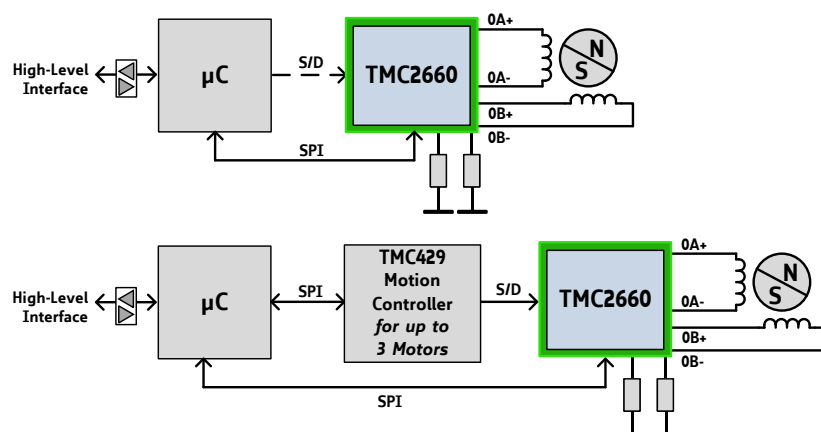 High-Level
Interface
µC
S/D
TMC2660
0A+
0A-
0B+
0B-
N
S
SPI
High-Level
Interface
µC
SPI
TMC429
Motion
Controller
for up to
3 Motors
S/D
TMC2660
0A+
0A-
0B+
0B-
N
S
SPI